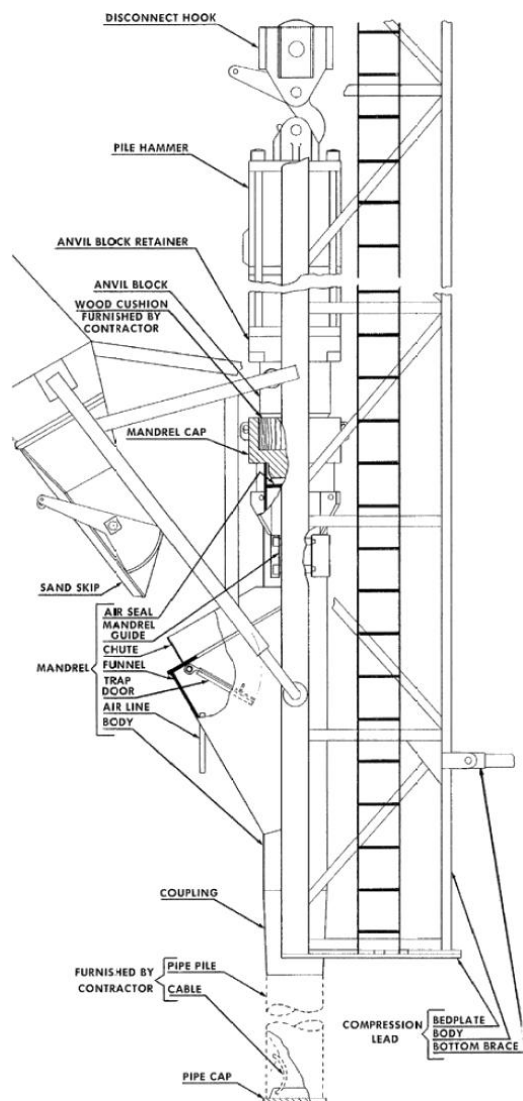 DISCONNECT HOOK
PILE HAMMER
ANVIL BLOCK RETAINER
ANVIL BLOCK
WOOD CUSHION
FURNISHED BY
CONTRACTOR
MANDREL CAP
SAND SKIP
AIR SEAL
MANDREL
GUIDE
CHUTE
MANDREL
FUNNEL
TRAP
DOOR
AIR LINE
BODY
COUPLING
FURNISHED BY
CONTRACTOR
PIPE PILE
CABLE
COMPRESSION
LEAD
BEDPLATE
BODY
BOTTOM BRACE
PIPE CAP